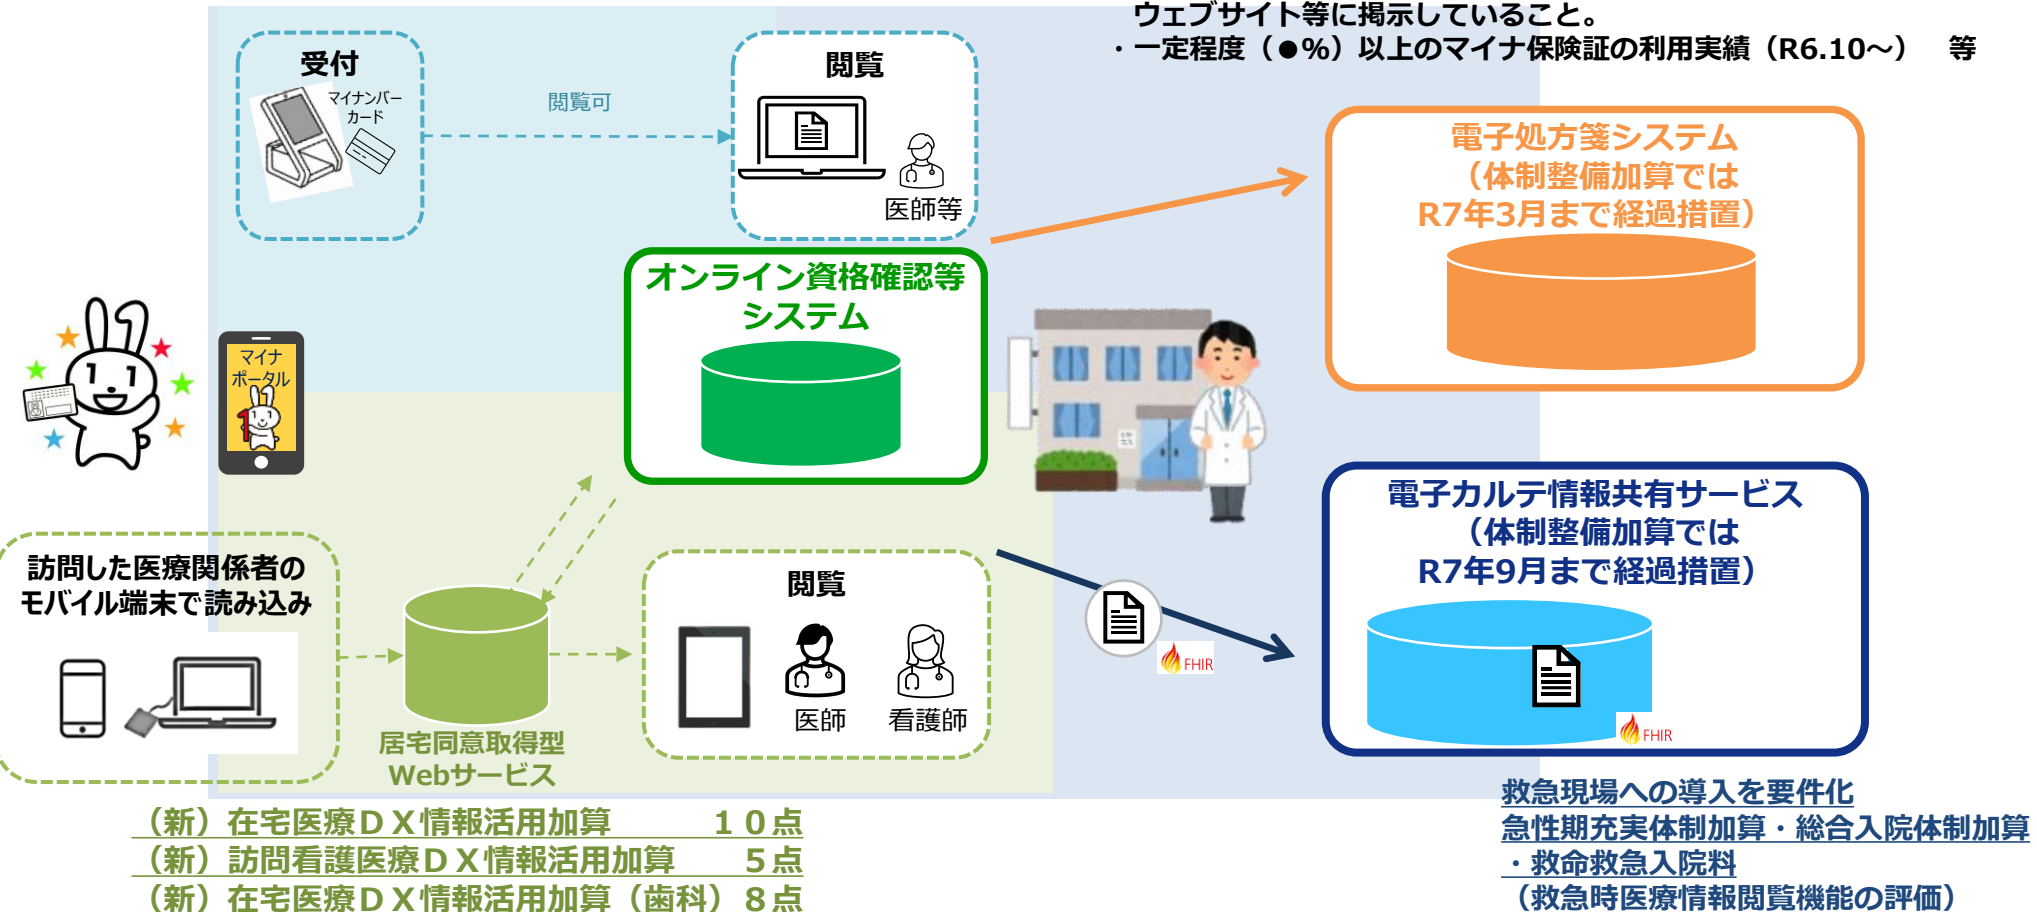 ウェブサイト等に掲示していること。
・一定程度（●%）以上のマイナ保険証の利用実績（R6.10～）　等
受付
マイナンバー
カード
閲覧可
閲覧
医師等
電子処方箋システム
（体制整備加算では
R7年3月まで経過措置）
オンライン資格確認等
システム
マイナ
ポータル
電子カルテ情報共有サービス
（体制整備加算では
R7年9月まで経過措置）
FHIR
FHIR
訪問した医療関係者の
モバイル端末で読み込み
居宅同意取得型
Webサービス
閲覧
医師
看護師
（新）在宅医療ＤＸ情報活用加算　　　１０点
（新）訪問看護医療ＤＸ情報活用加算　　５点
（新）在宅医療ＤＸ情報活用加算（歯科）８点
救急現場への導入を要件化
急性期充実体制加算・総合入院体制加算
・救命救急入院料
（救急時医療情報閲覧機能の評価）